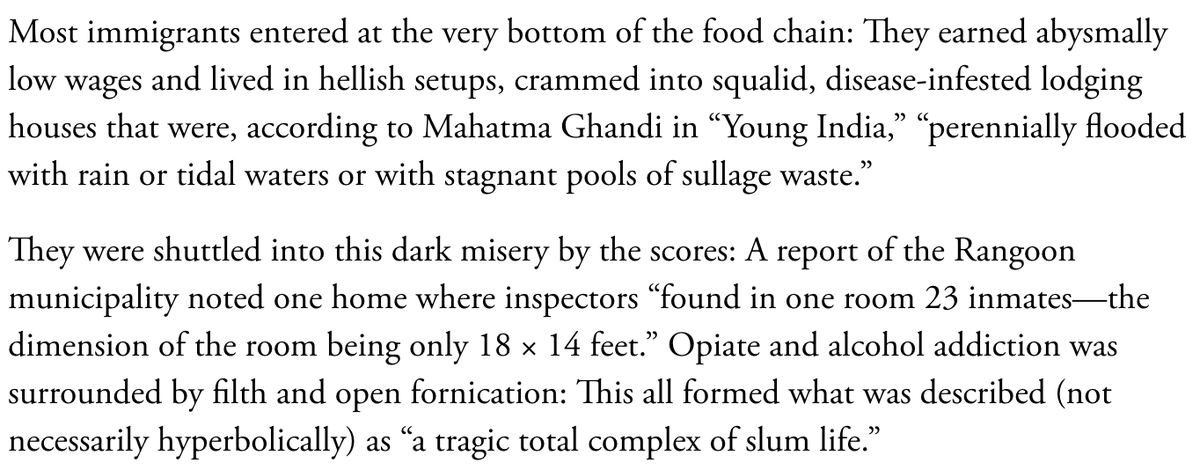 Most immigrants entered at the very bottom of the food chain: They earned abysmally
low wages and lived in hellish setups, crammed into squalid, disease-infested lodging
houses that were, according to Mahatma Ghandi in “Young India,” “perennially flooded
with rain or tidal waters or with stagnant pools of sullage waste.”
They were shuttled into this dark misery by the scores: A report of the Rangoon
municipality noted one home where inspectors “found in one room 23 inmates—the
dimension of the room being only 18 × 14 feet.” Opiate and alcohol addiction was
surrounded by filth and open fornication: This all formed what was described (not
necessarily hyperbolically) as “a tragic total complex of slum life.”